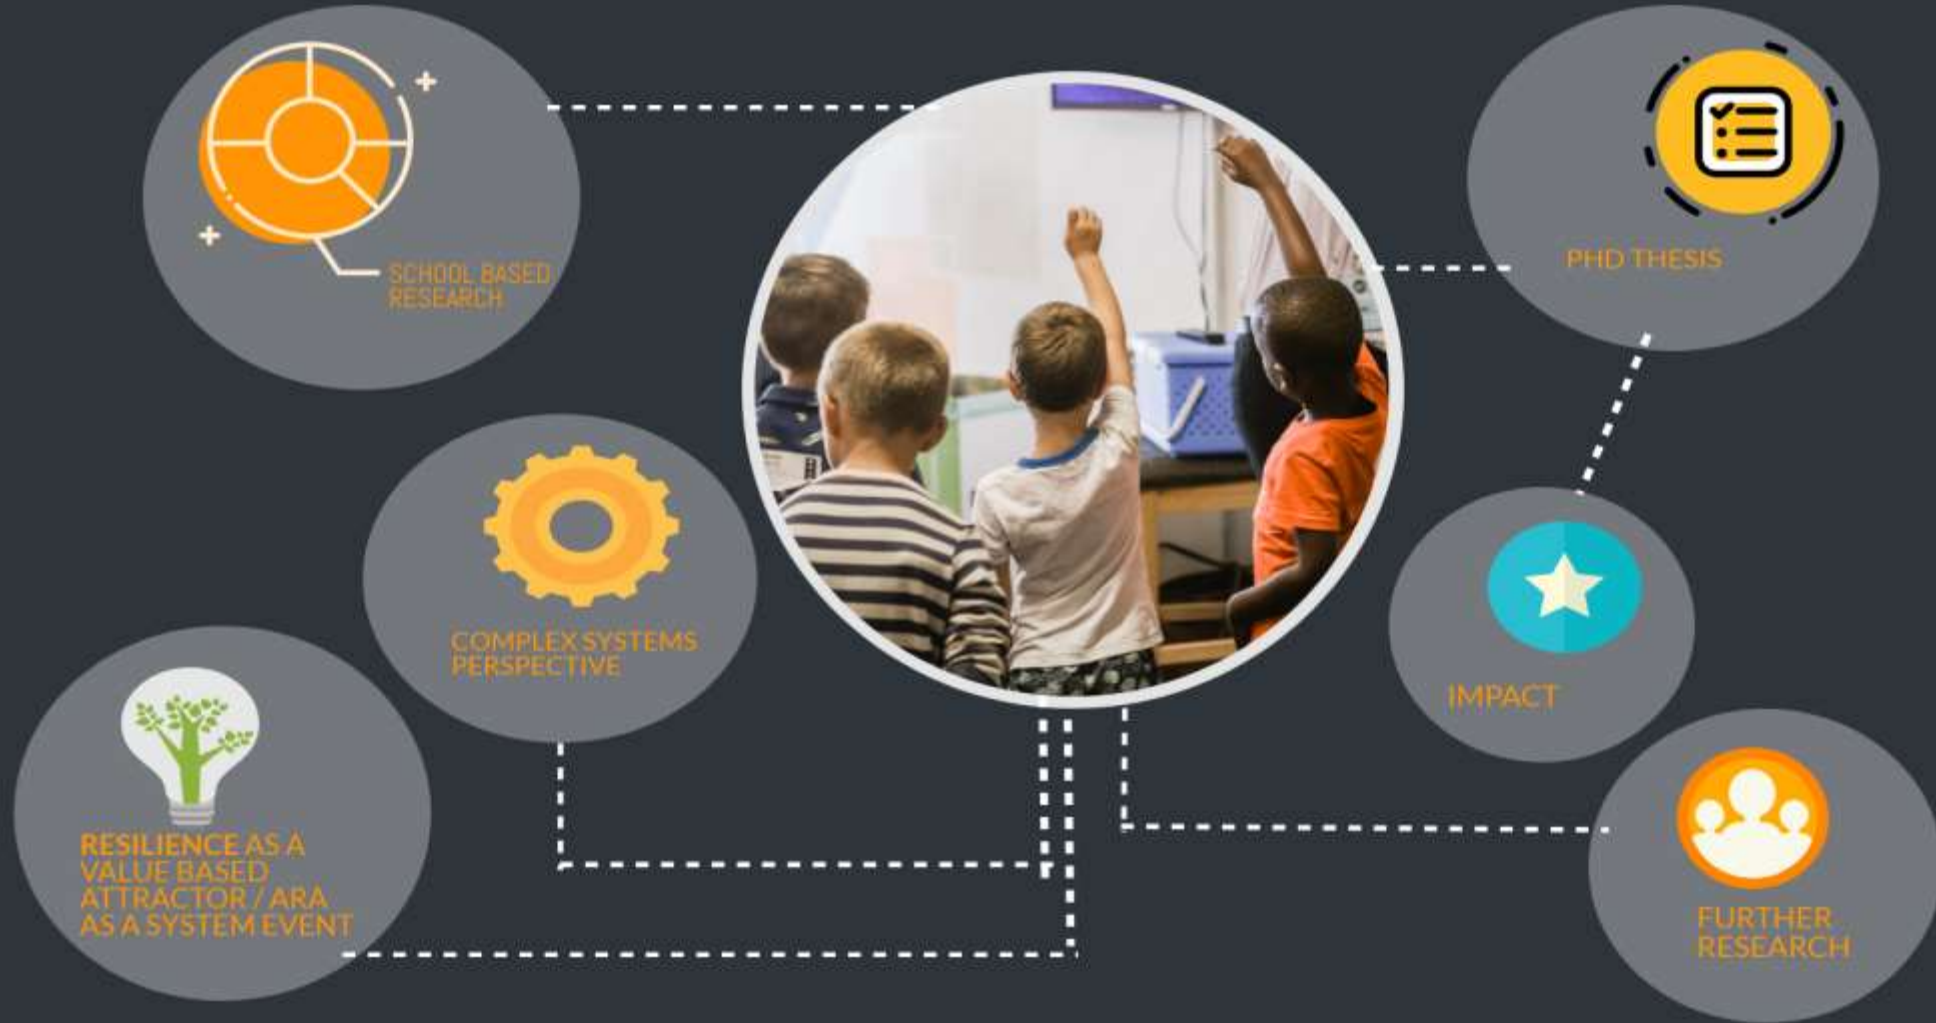 SCHOOL BASED
RESEARCH
PHD THESIS
COMPLEX SYSTEMS
PERSPECTIVE
IMPACT
RESILIENCE AS A
VALUE BASED
ATTRACTOR / ARA
AS A SYSTEM EVENT
FURTHER
RESEARCH